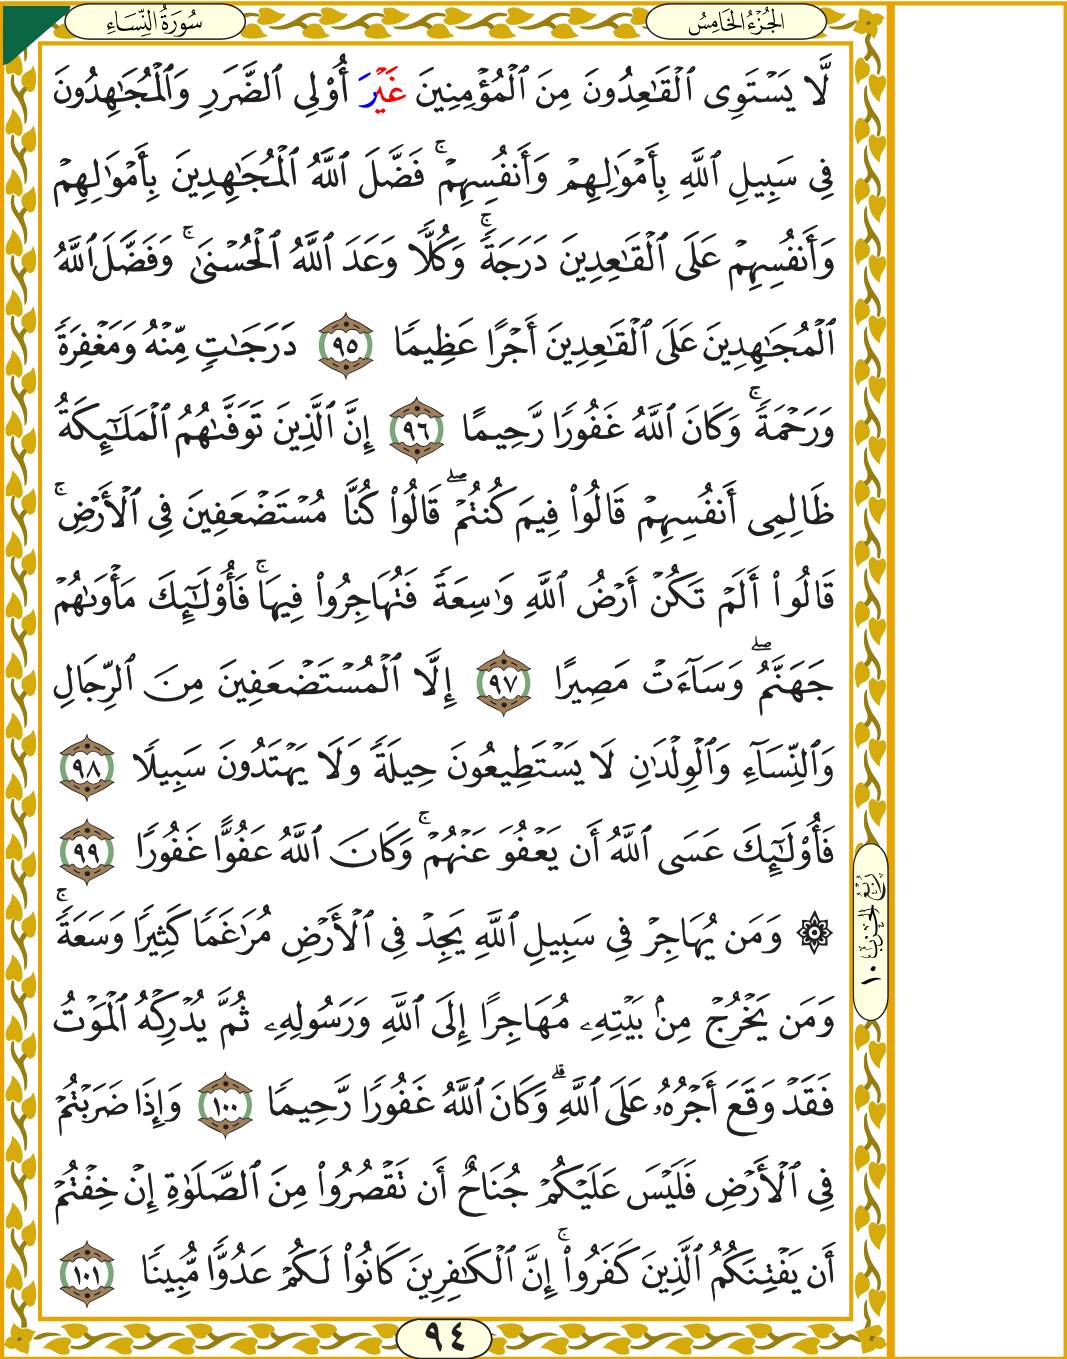 سُورَةُ النِّسَاءِ
الجُزْءُ الخَامِسُ
لَّا يَسْتَوِى ٱلْقَٰعِدُونَ مِنَ ٱلْمُؤْمِنِينَ غَيْرَ أُوْلِى ٱلضَّرَرِ وَٱلْمُجَٰهِدُونَ
فِى سَبِيلِ ٱللَّهِ بِأَمْوَٰلِهِمْ وَأَنفُسِهِمْۚ فَضَّلَ ٱللَّهُ ٱلْمُجَٰهِدِينَ بِأَمْوَٰلِهِمْ
وَأَنفُسِهِمْ عَلَى ٱلْقَٰعِدِينَ دَرَجَةًۚ وَكُلًّا وَعَدَ ٱللَّهُ ٱلْحُسْنَىٰۚ وَفَضَّلَ ٱللَّهُ
ٱلْمُجَٰهِدِينَ عَلَى ٱلْقَٰعِدِينَ أَجْرًا عَظِيمًا ٩٥ دَرَجَٰتٍ مِّنْهُ وَمَغْفِرَةً
وَرَحْمَةًۚ وَكَانَ ٱللَّهُ غَفُورًا رَّحِيمًا ٩٦ إِنَّ ٱلَّذِينَ تَوَفَّىٰهُمُ ٱلْمَلَٰٓئِكَةُ
ظَالِمِىٓ أَنفُسِهِمْ قَالُوا۟ فِيمَ كُنتُمْۖ قَالُوا۟ كُنَّا مُسْتَضْعَفِينَ فِى ٱلْأَرْضِۚ
قَالُوٓا۟ أَلَمْ تَكُنْ أَرْضُ ٱللَّهِ وَٰسِعَةً فَتُهَاجِرُوا۟ فِيهَاۚ فَأُو۟لَٰٓئِكَ مَأْوَىٰهُمْ
جَهَنَّمُۖ وَسَآءَتْ مَصِيرًا ٩٧ إِلَّا ٱلْمُسْتَضْعَفِينَ مِنَ ٱلرِّجَالِ
وَٱلنِّسَآءِ وَٱلْوِلْدَٰنِ لَا يَسْتَطِيعُونَ حِيلَةً وَلَا يَهْتَدُونَ سَبِيلًا ٩٨
فَأُو۟لَٰٓئِكَ عَسَى ٱللَّهُ أَن يَعْفُوَ عَنْهُمْۚ وَكَانَ ٱللَّهُ عَفُوًّا غَفُورًا ٩٩
۞ وَمَن يُهَاجِرْ فِى سَبِيلِ ٱللَّهِ يَجِدْ فِى ٱلْأَرْضِ مُرَٰغَمًا كَثِيرًا وَسَعَةًۚ
وَمَن يَخْرُجْ مِنۢ بَيْتِهِۦ مُهَاجِرًا إِلَى ٱللَّهِ وَرَسُولِهِۦ ثُمَّ يُدْرِكْهُ ٱلْمَوْتُ
فَقَدْ وَقَعَ أَجْرُهُۥ عَلَى ٱللَّهِۗ وَكَانَ ٱللَّهُ غَفُورًا رَّحِيمًا ١٠٠ وَإِذَا ضَرَبْتُمْ
فِى ٱلْأَرْضِ فَلَيْسَ عَلَيْكُمْ جُنَاحٌ أَن تَقْصُرُوا۟ مِنَ ٱلصَّلَوٰةِ إِنْ خِفْتُمْ
أَن يَفْتِنَكُمُ ٱلَّذِينَ كَفَرُوٓا۟ۚ إِنَّ ٱلْكَٰفِرِينَ كَانُوا۟ لَكُمْ عَدُوًّا مُّبِينًا ١٠١
رُبْعُ الحِزْبِ ١٠
٩٤